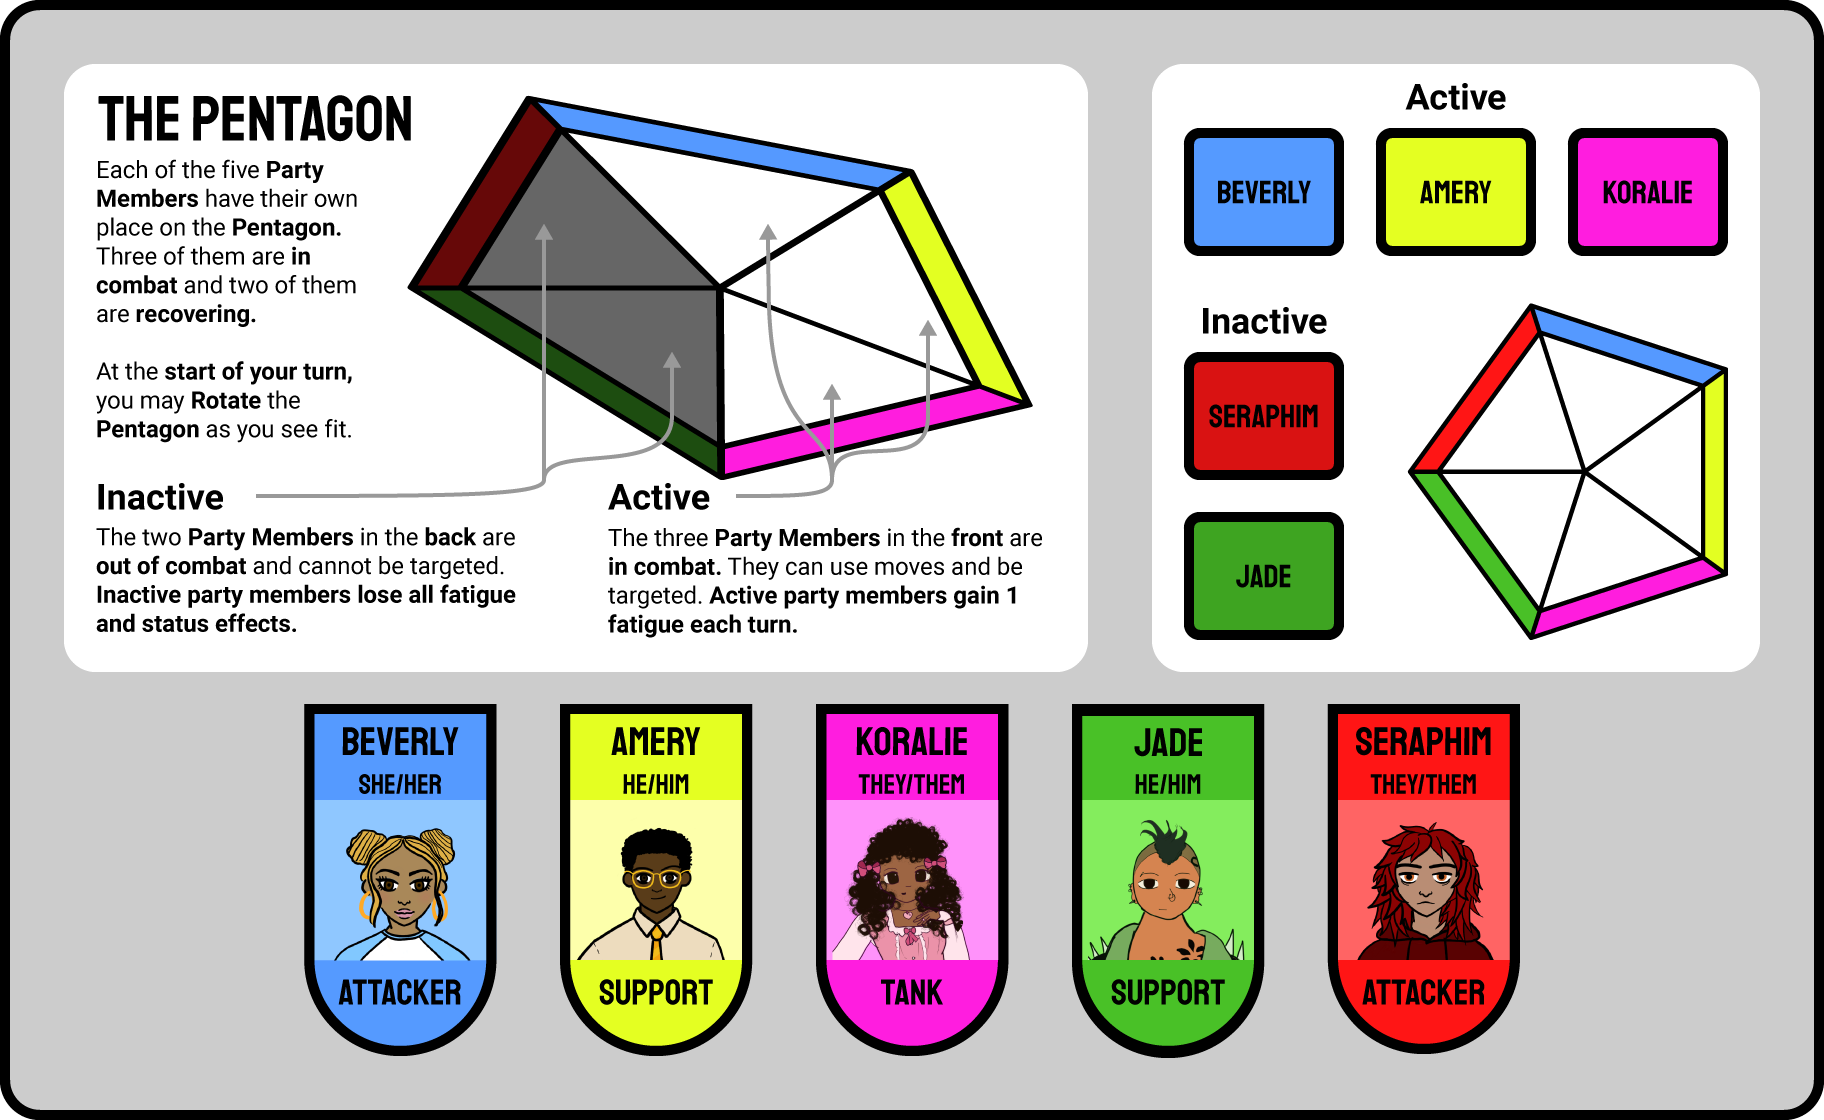 THE PENTAGON
Each of the five Party
Members have their own
place on the Pentagon.
Three of them are in
combat and two of them
are recovering.
At the start of your turn,
you may Rotate the
Pentagon as you see fit.
Inactive
The two Party Members in the back are
out of combat and cannot be targeted.
Inactive party members lose all fatigue
and status effects.
Active
The three Party Members in the front are
in combat. They can use moves and be
targeted. Active party members gain 1
fatigue each turn.
Active
BEVERLY
AMERY
KORALIE
Inactive
SERAPHIM
JADE
BEVERLY
SHE/HER
ATTACKER
AMERY
HE/HIM
SUPPORT
KORALIE
THEY/THEM
TANK
JADE
HE/HIM
SUPPORT
SERAPHIM
THEY/THEM
ATTACKER